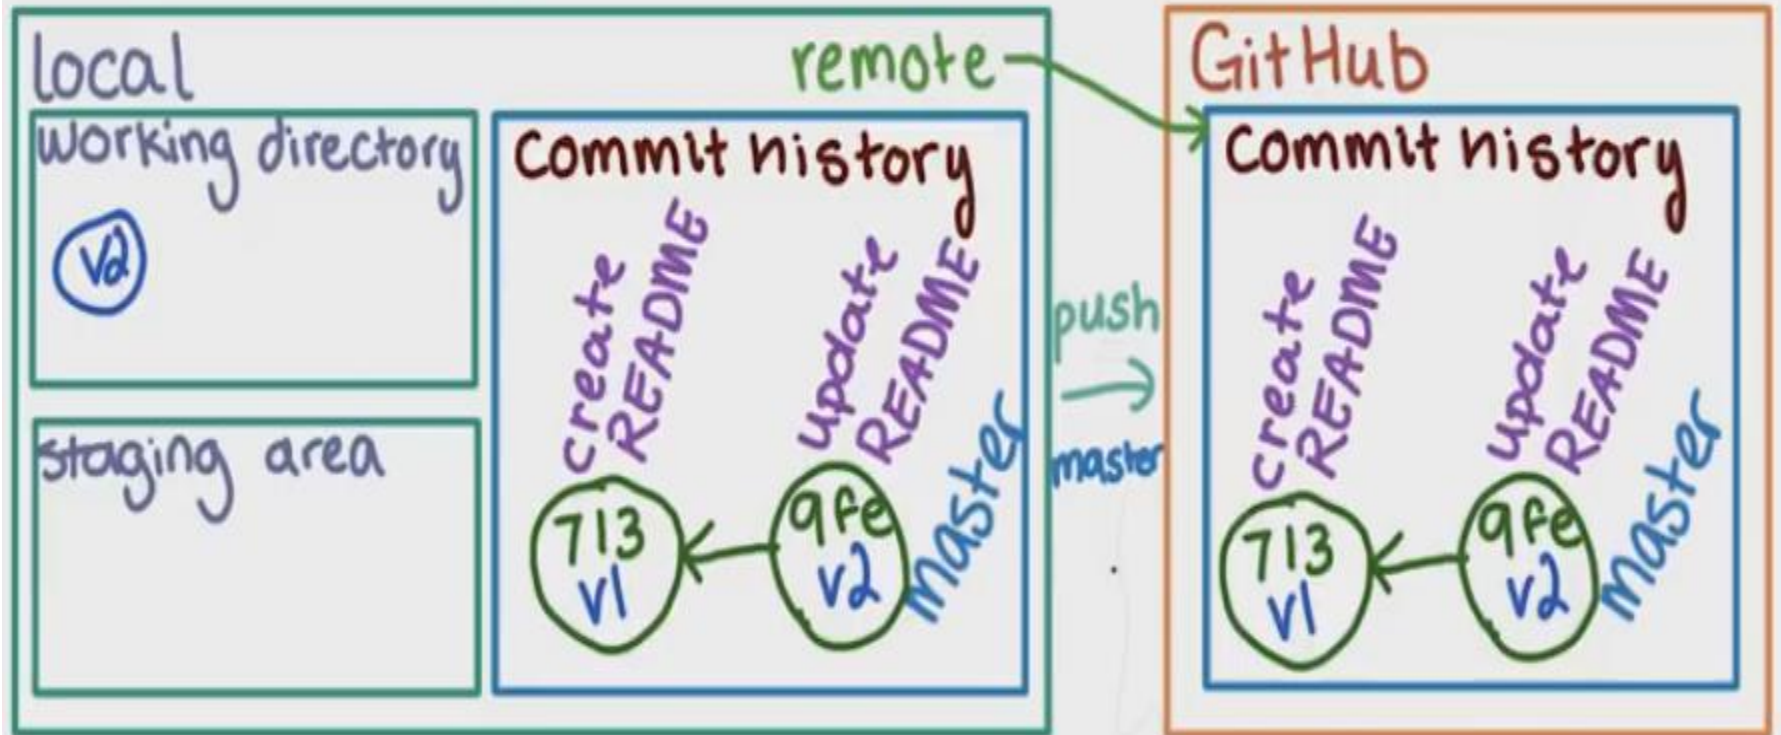 local
remote
working directory
v2
staging area
commit history
create
README
update
README
713
v1
9fe
v2
master
push
master
GitHub
commit history
create
README
update
README
713
v1
9fe
v2
master